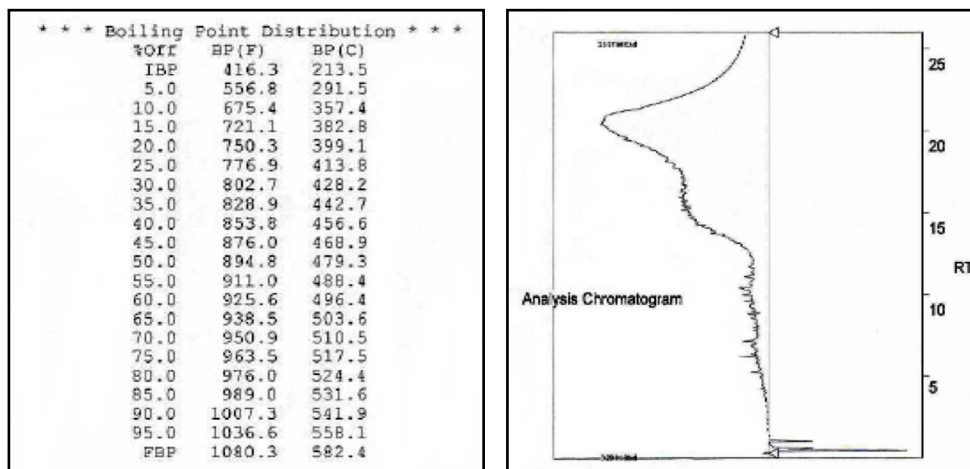 * * * Boiling Point Distribution * * *
%Off BP(F) BP(C)
IBP 416.3 213.5
5.0 556.8 291.5
10.0 675.4 357.4
15.0 721.1 382.8
20.0 750.3 399.1
25.0 776.9 413.8
30.0 802.7 428.2
35.0 828.9 442.7
40.0 853.8 456.6
45.0 876.0 468.9
50.0 894.8 479.3
55.0 911.0 488.4
60.0 925.6 496.4
65.0 938.5 503.6
70.0 950.9 510.5
75.0 963.5 517.5
80.0 976.0 524.4
85.0 989.0 531.6
90.0 1007.3 541.9
95.0 1036.6 558.1
FBP 1080.3 582.4
25
20
15
RT
Analysis Chromatogram
10
5